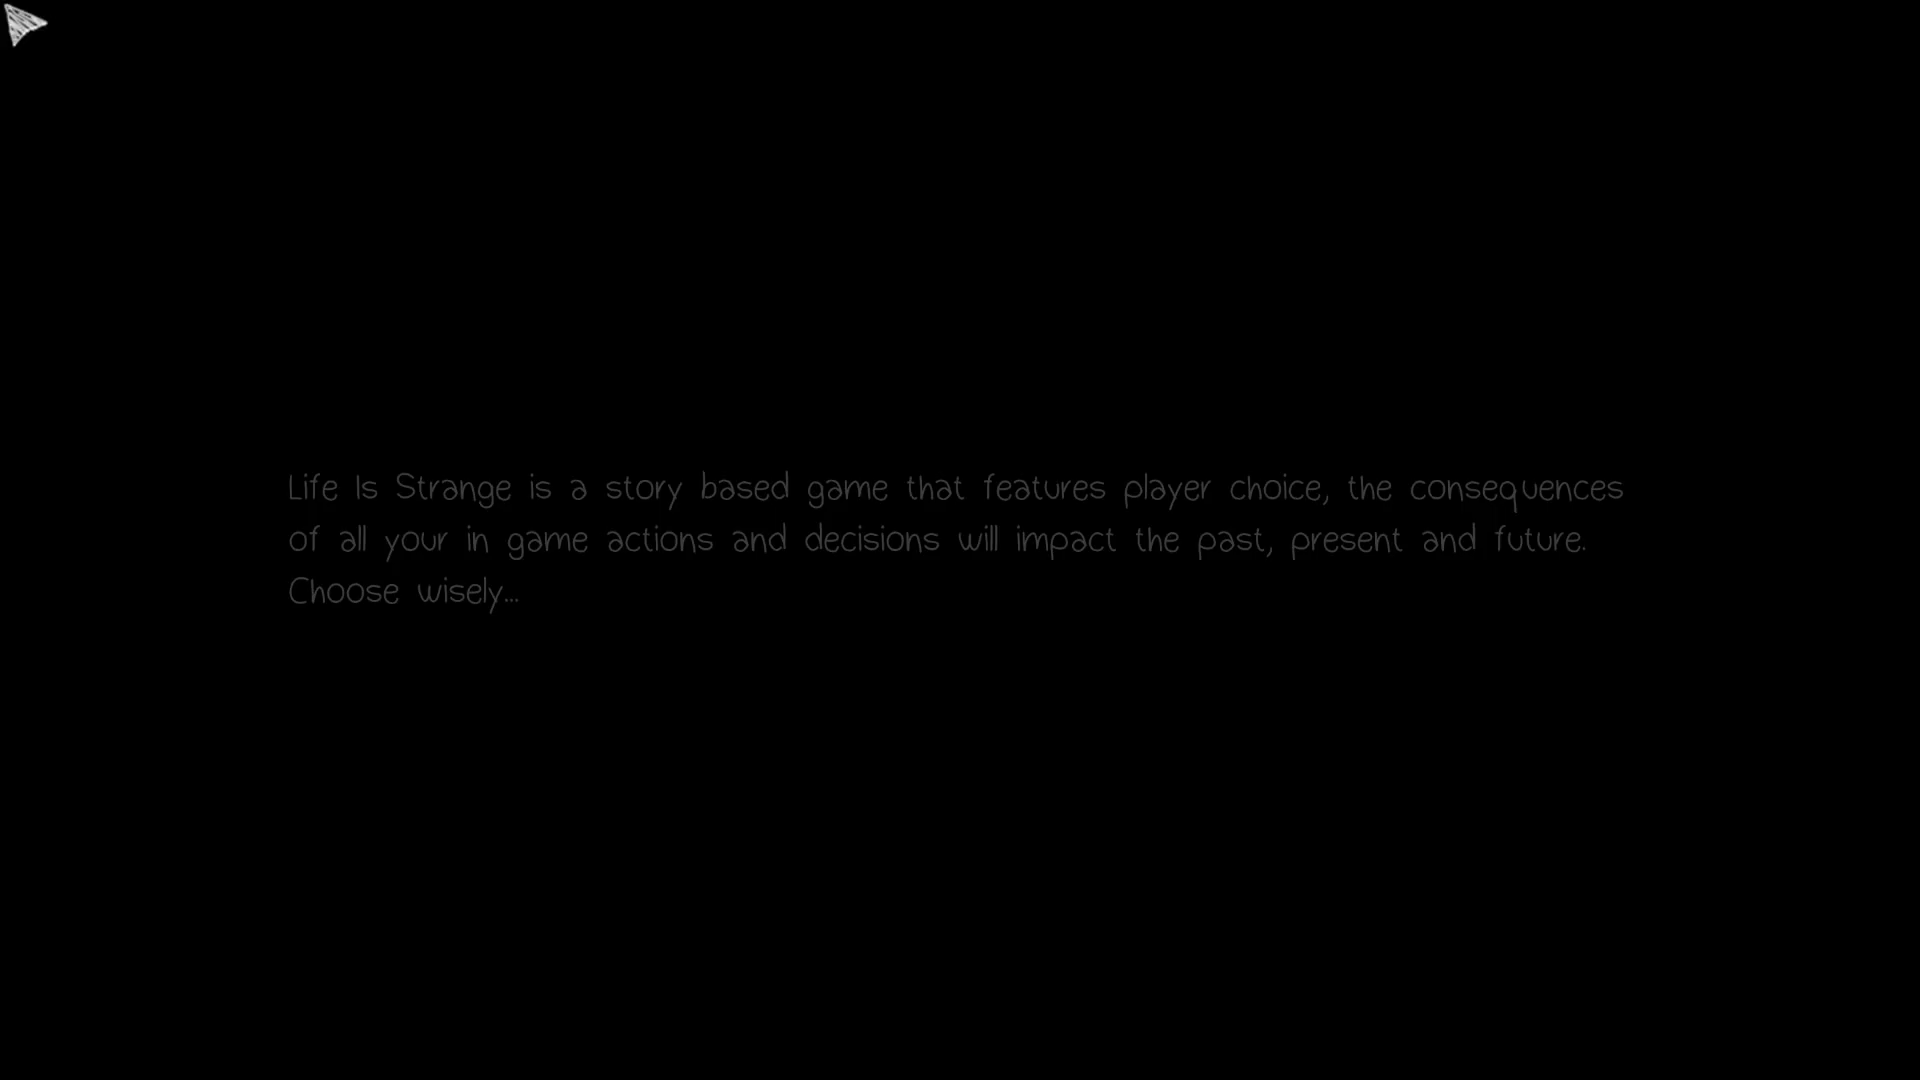 Life Is Strange is a story based game that features player choice, the consequences
of all your in game actions and decisions will impact the past, present and future.
Choose wisely...